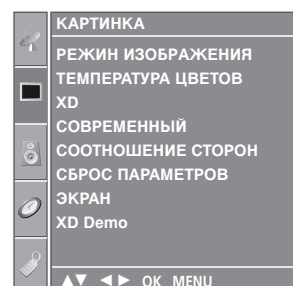 КАРТИНКА
РЕЖИН ИЗОБРАЖЕНИЯ
ТЕМПЕРАТУРА ЦВЕТОВ
XD
СОВРЕМЕННЫЙ
СООТНОШЕНИЕ СТОРОН
СБРОС ПАРАМЕТРОВ
ЭКРАН
XD Demo
▲▼ ◄► OK MENU